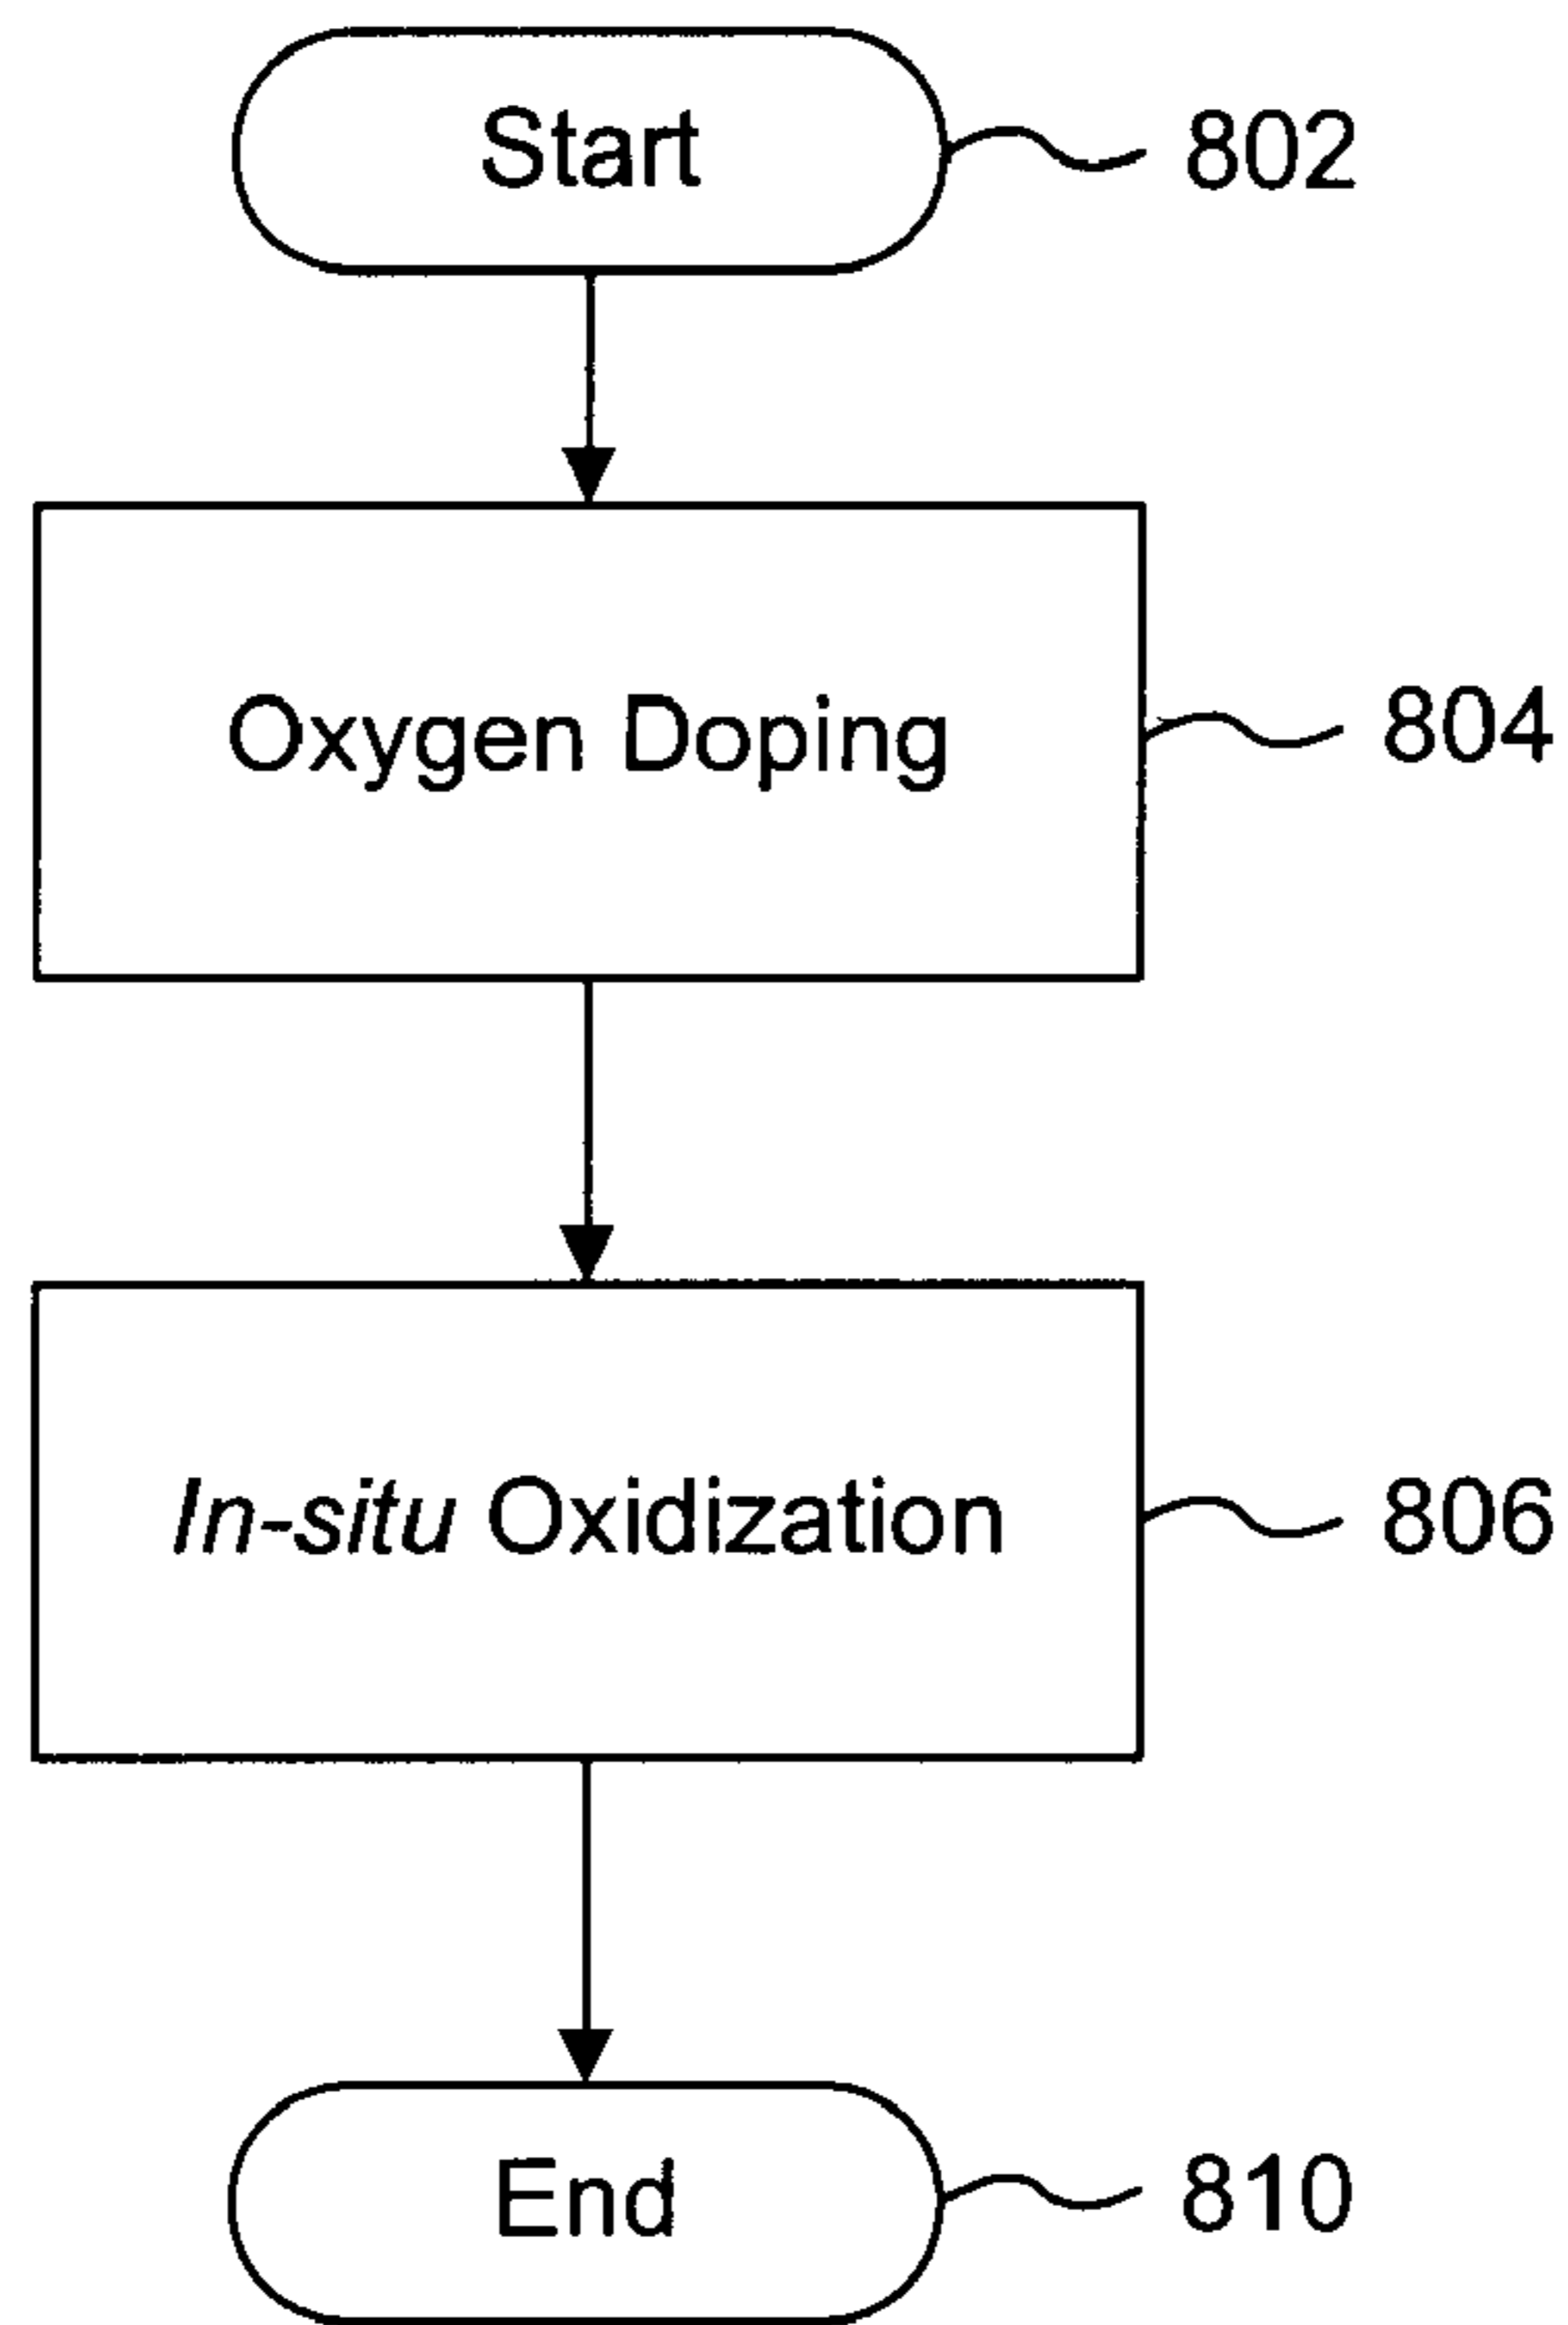 Start
802
Oxygen Doping
804
In-situ Oxidization
806
End
810